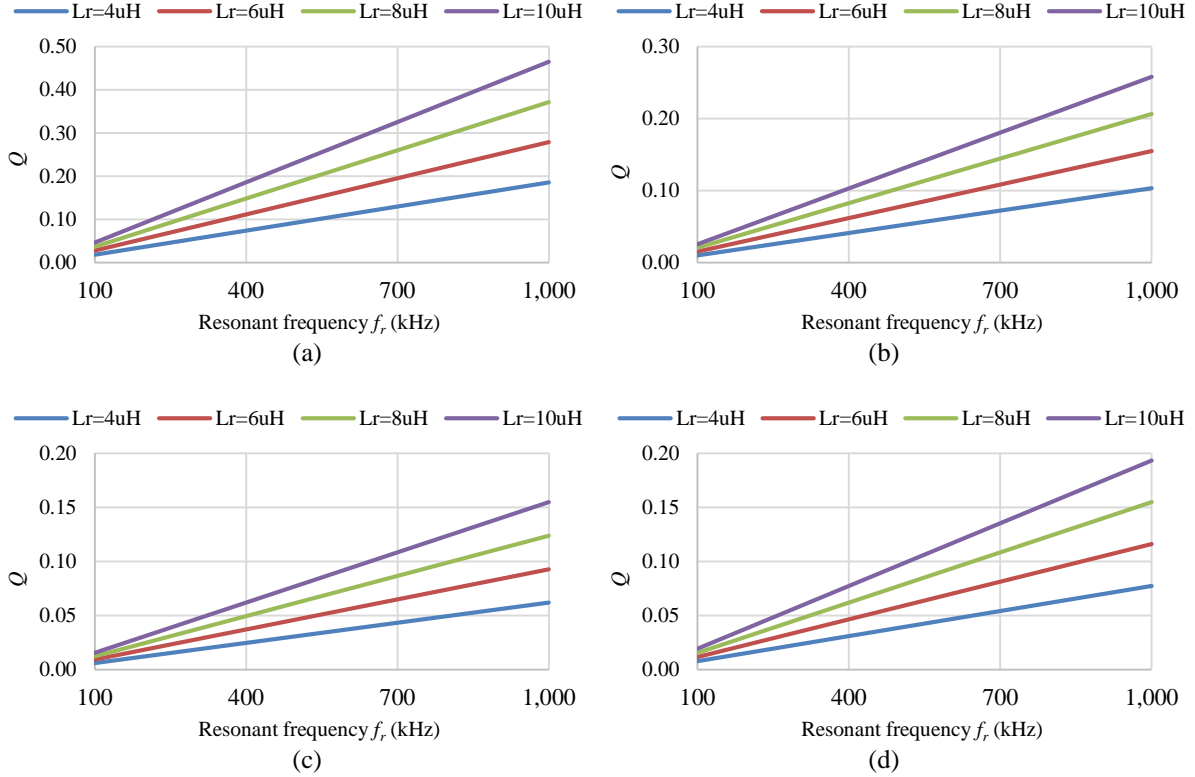 Lr=4uH Lr=6uH Lr=8uH Lr=10uH
0.50
0.40
0.30
0.20
0.10
0.00
Q
100 400 700 1,000
Resonant frequency fr (kHz)
(a)
Lr=4uH Lr=6uH Lr=8uH Lr=10uH
0.30
0.20
0.10
0.00
Q
100 400 700 1,000
Resonant frequency fr (kHz)
(b)
Lr=4uH Lr=6uH Lr=8uH Lr=10uH
0.20
0.15
0.10
0.05
0.00
Q
100 400 700 1,000
Resonant frequency fr (kHz)
(c)
Lr=4uH Lr=6uH Lr=8uH Lr=10uH
0.20
0.15
0.10
0.05
0.00
Q
100 400 700 1,000
Resonant frequency fr (kHz)
(d)